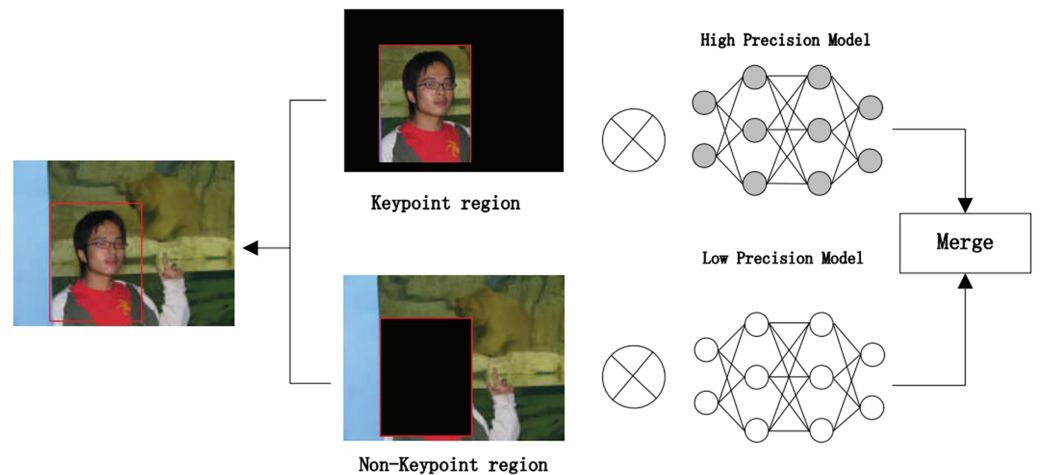 High Precision Model
Keypoint region
Merge
Low Precision Model
Non-Keypoint region